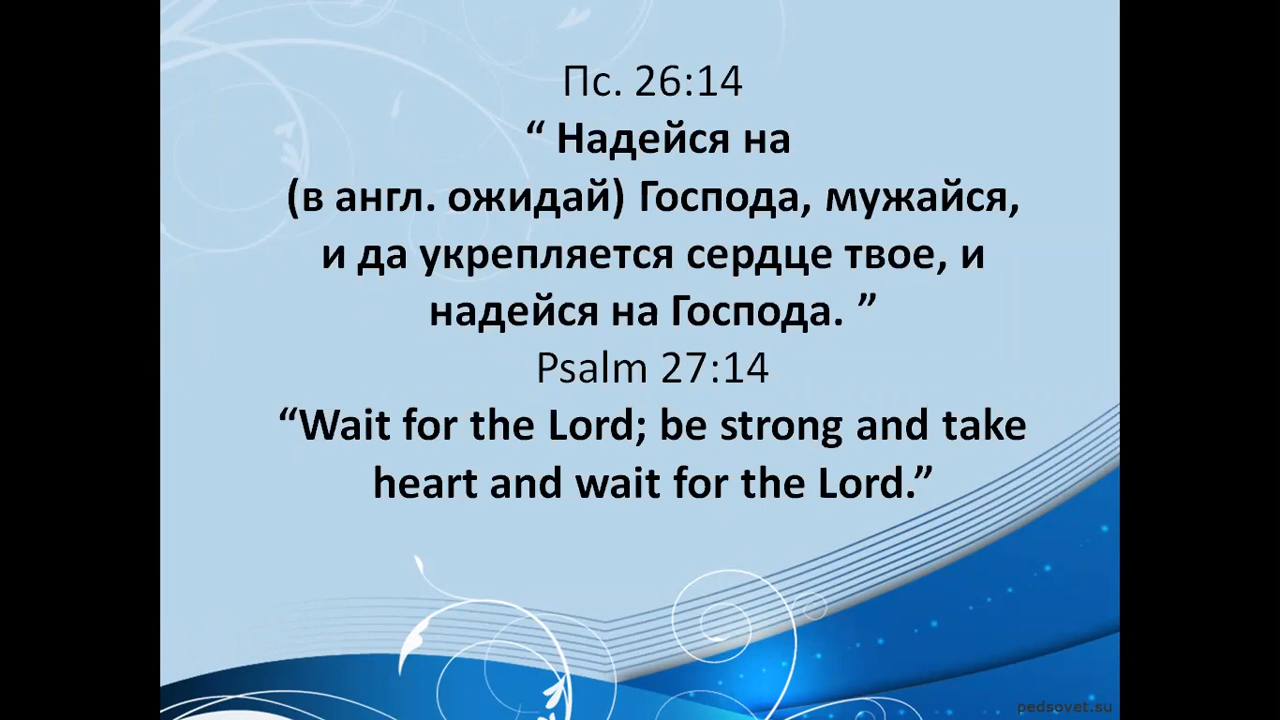 Пс. 26:14
“ Надейся на
(в англ. ожидай) Господа, мужайся,
и да укрепляется сердце твое, и
надейся на Господа. ”
Psalm 27:14
“Wait for the Lord; be strong and take
heart and wait for the Lord.”
pedsovet.su